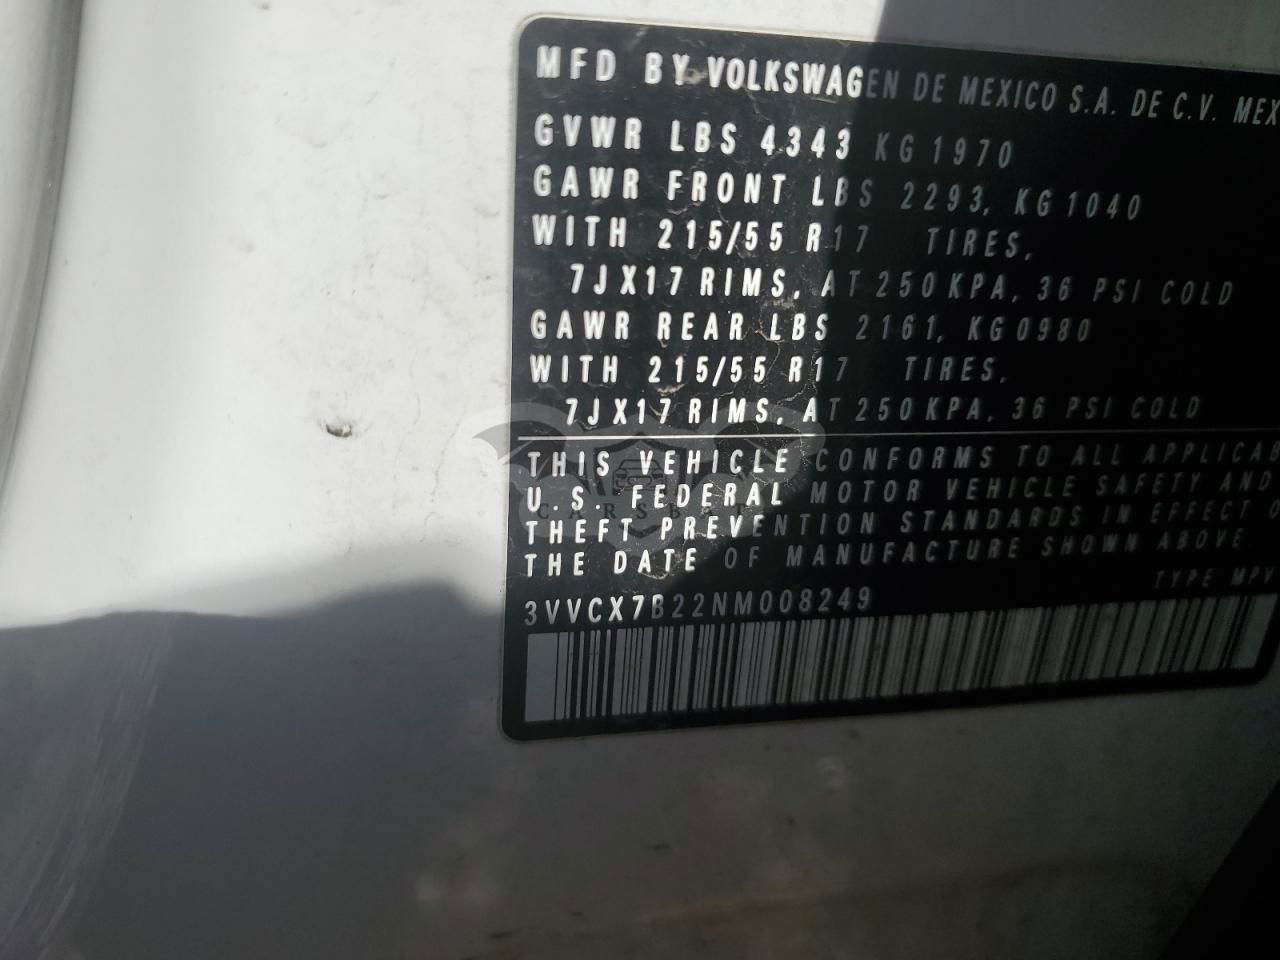 MFD BY VOLKSWAGEN DE MEXICO S.A. DE C.V. MEX
GVWR LBS 4343 KG 1970
GAWR FRONT LBS 2293, KG 1040
WITH 215/55 R17 TIRES,
7JX17 RIMS, AT 250 KPA, 36 PSI COLD
GAWR REAR LBS 2161, KG 0980
WITH 215/55 R17 TIRES,
7JX17 RIMS, AT 250 KPA, 36 PSI COLD
THIS VEHICLE CONFORMS TO ALL APPLICAB
U.S. FEDERAL MOTOR VEHICLE SAFETY AND
CARSBAT
THEFT PREVENTION STANDARDS IN EFFECT O
THE DATE OF MANUFACTURE SHOWN ABOVE
TYPE MPV
3VVCX7B22NM008249